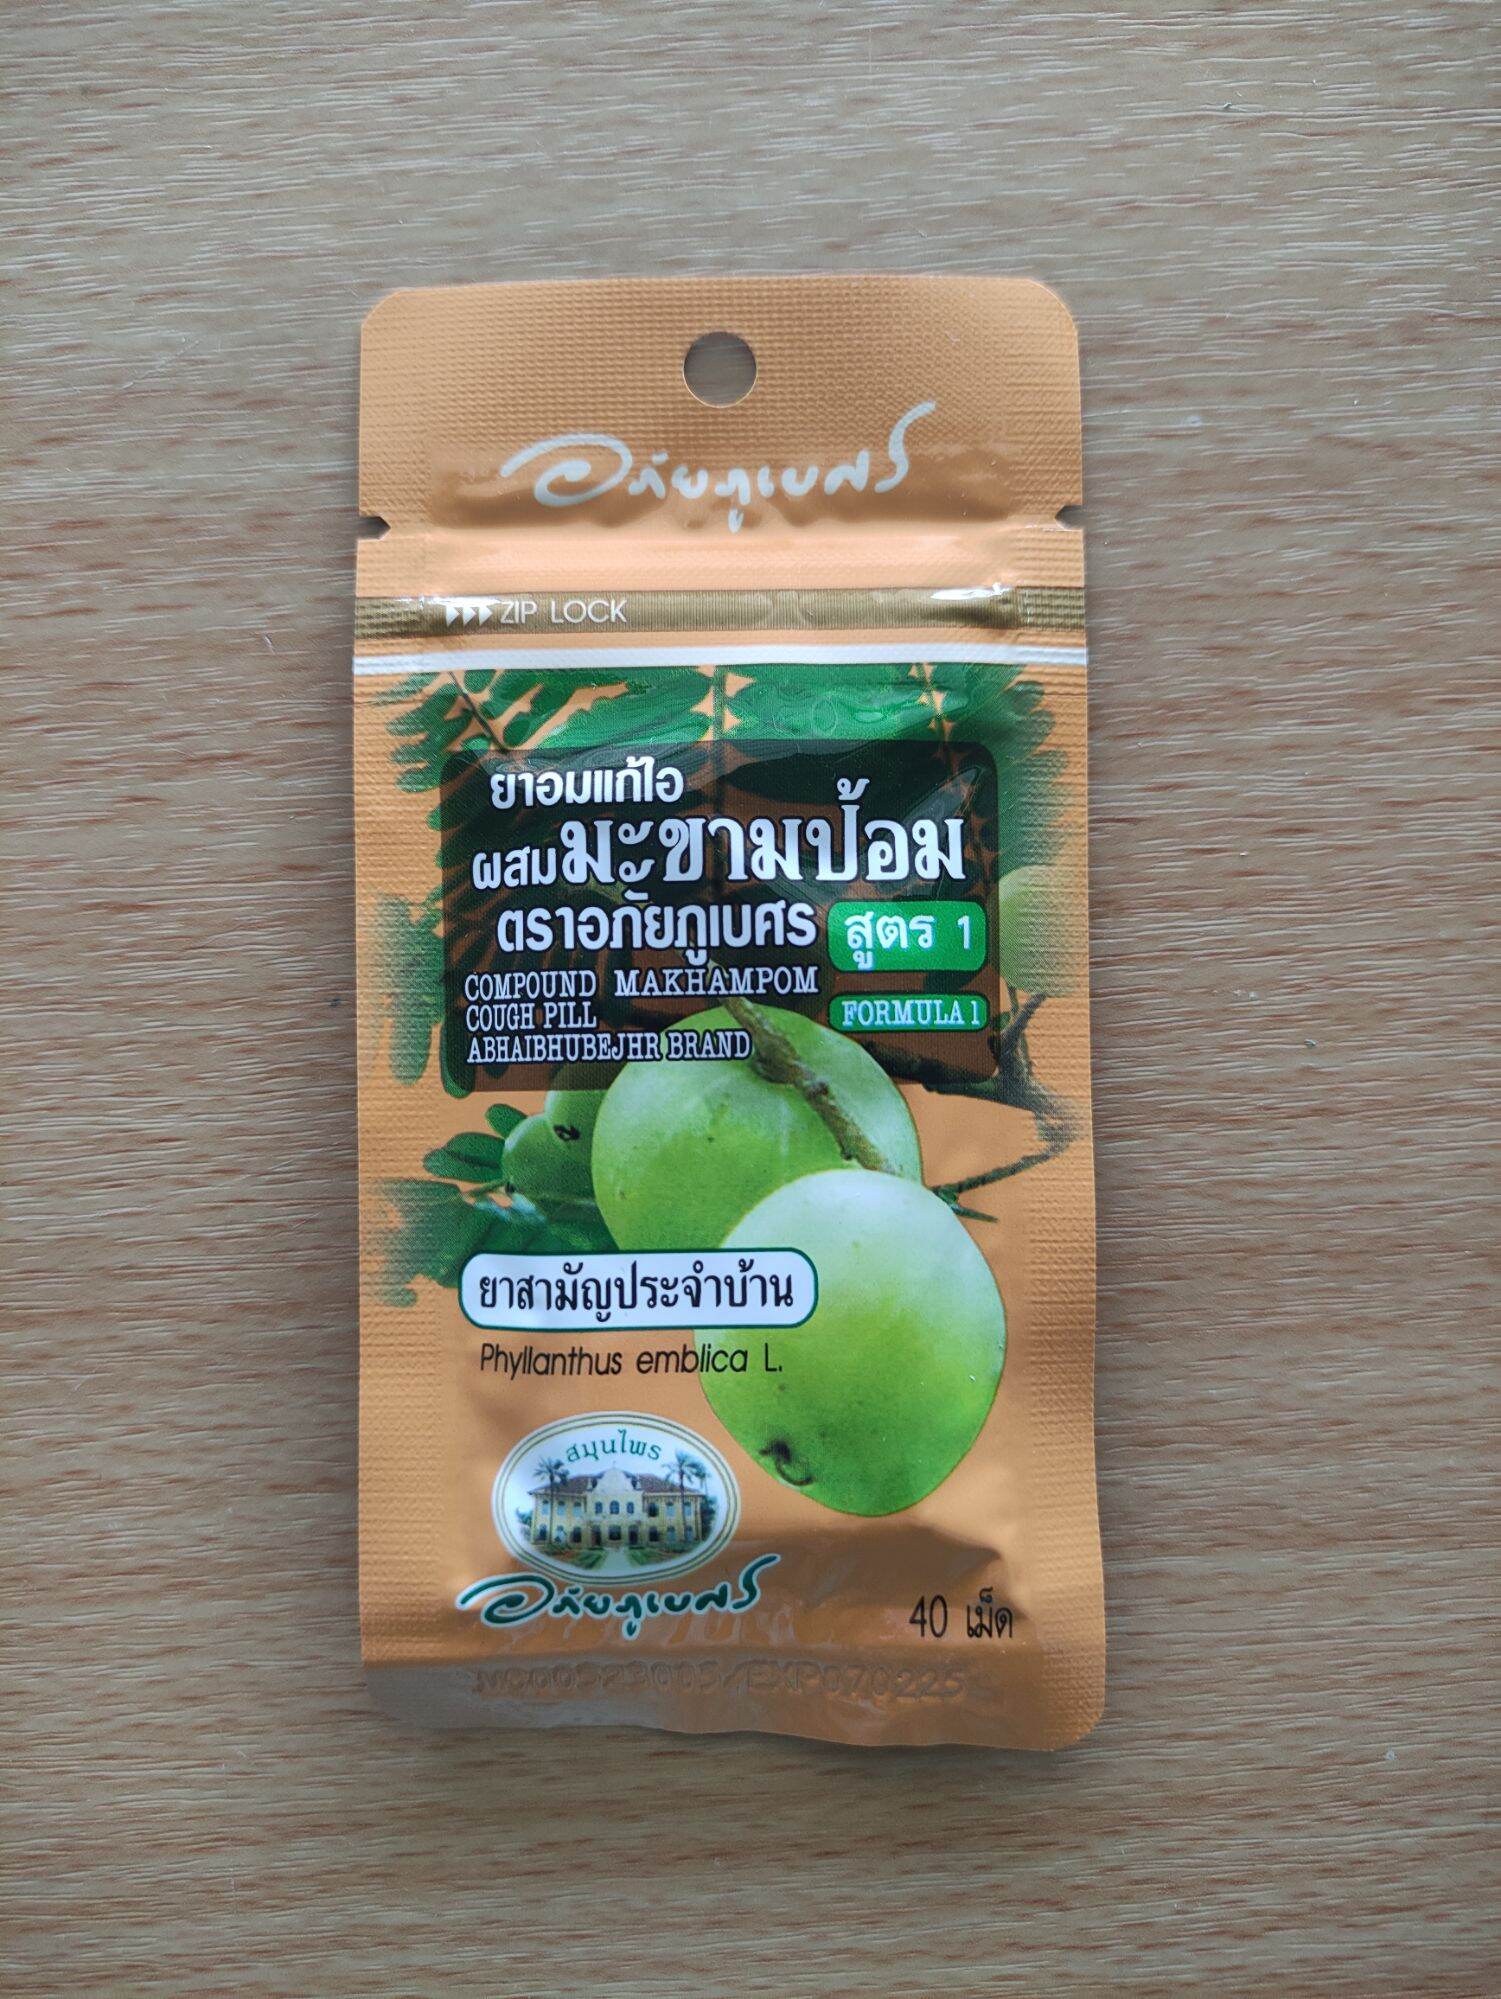 อภัยภูเบศร
ZIP LOCK
ยาอมแก้ไอ
ผสมมะขามป้อม
ตราอภัยภูเบศร สูตร 1
COMPOUND MAKHAMPOM
COUGH PILL FORMULA 1
ABHAIBHUBEJHR BRAND
ยาสามัญประจำบ้าน
Phyllanthus emblica L.
สมุนไพร
อภัยภูเบศร
40 เม็ด
EXP070225